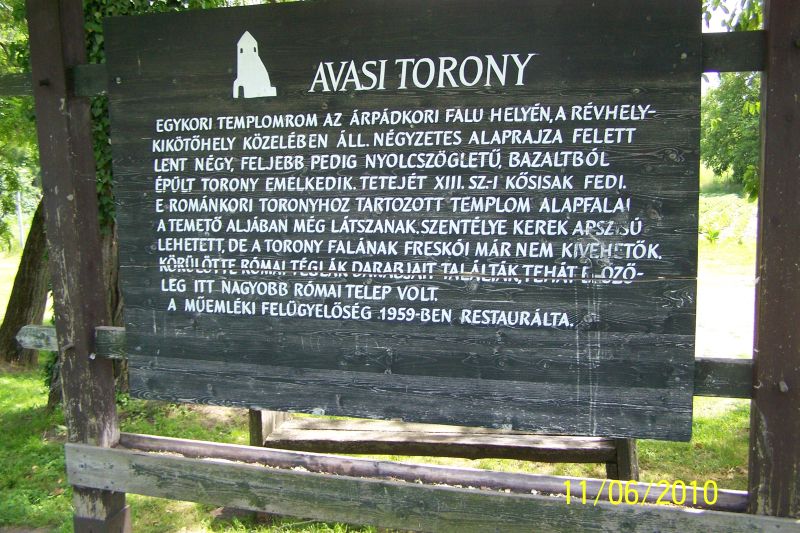 AVASI TORONY
EGYKORI TEMPLOMROM AZ ÁRPÁDKORI FALU HELYÉN, A RÉVHELY-
KIKÖTŐHELY KÖZELÉBEN ÁLL. NÉGYZETES ALAPRAJZA FELETT
LENT NÉGY, FELJEBB PEDIG NYOLCSZÖGLETŰ, BAZALTBÓL
ÉPÜLT TORONY EMELKEDIK. TETEJÉT XIII. SZ.-I KŐSISAK FEDI.
E ROMÁNKORI TORONYHOZ TARTOZOTT TEMPLOM ALAPFALAI
A TEMETŐ ALJÁBAN MÉG LÁTSZANAK. SZENTÉLYE KEREK APSZISÚ
LEHETETT, DE A TORONY FALÁNAK FRESKÓI MÁR NEM KIVEHETŐK.
KÖRÜLÖTTE RÓMAI TÉGLÁK DARABJAIT TALÁLTÁK, TEHÁT ELŐZŐ-
LEG ITT NAGYOBB RÓMAI TELEP VOLT.
A MŰEMLÉKI FELÜGYELŐSÉG 1959-BEN RESTAURÁLTA.
11/06/2010